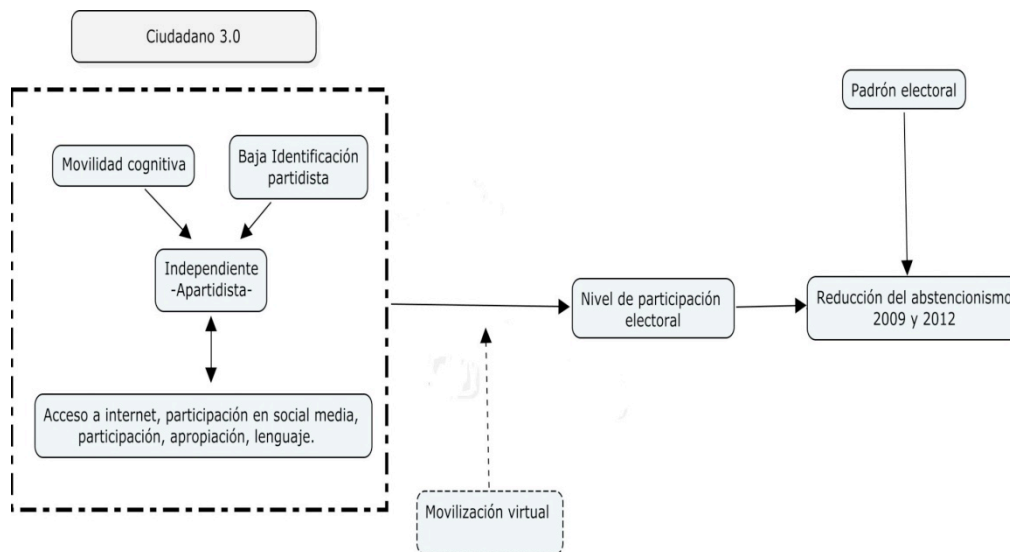 Ciudadano 3.0
Padrón electoral
Movilidad cognitiva
Baja Identificación
partidista
Independiente
-Apartidista-
Nivel de participación
electoral
Reducción del abstencionismo
2009 y 2012
Acceso a internet, participación en social media,
participación, apropiación, lenguaje.
Movilización virtual